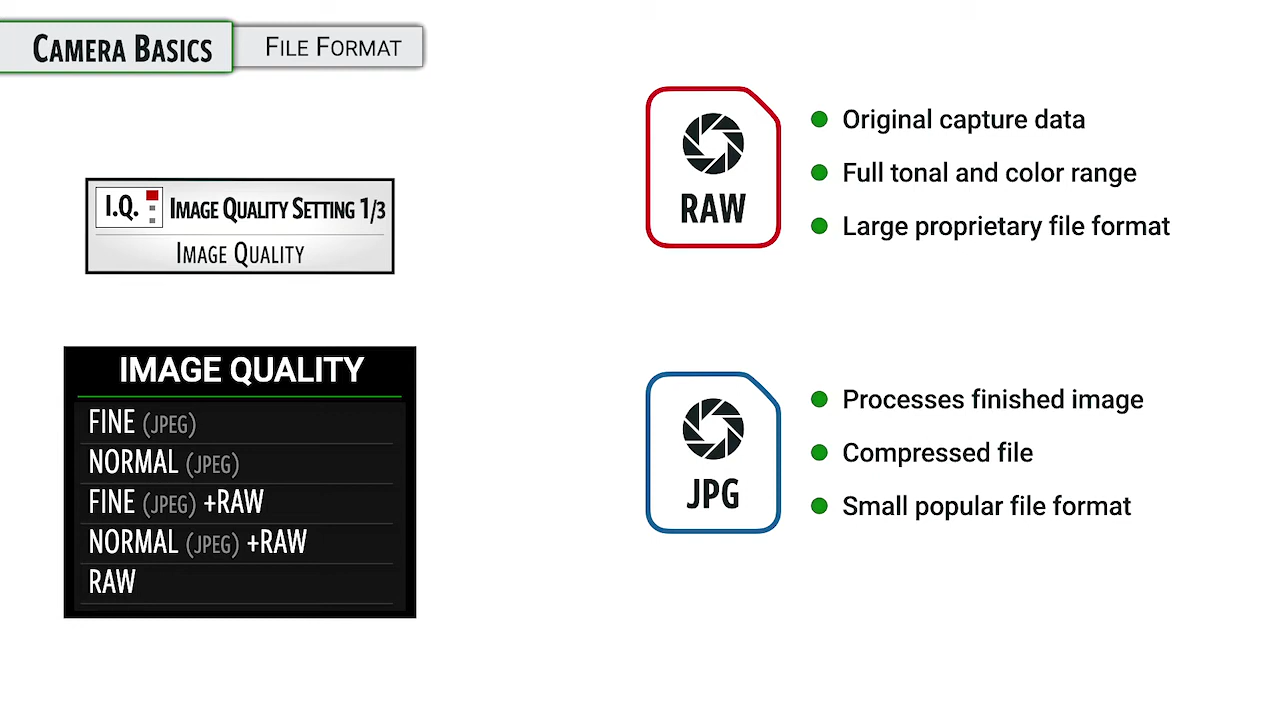 CAMERA BASICS
FILE FORMAT
I.Q.
IMAGE QUALITY SETTING 1/3
IMAGE QUALITY
IMAGE QUALITY
FINE (JPEG)
NORMAL (JPEG)
FINE (JPEG) +RAW
NORMAL (JPEG) +RAW
RAW
RAW
Original capture data
Full tonal and color range
Large proprietary file format
JPG
Processes finished image
Compressed file
Small popular file format